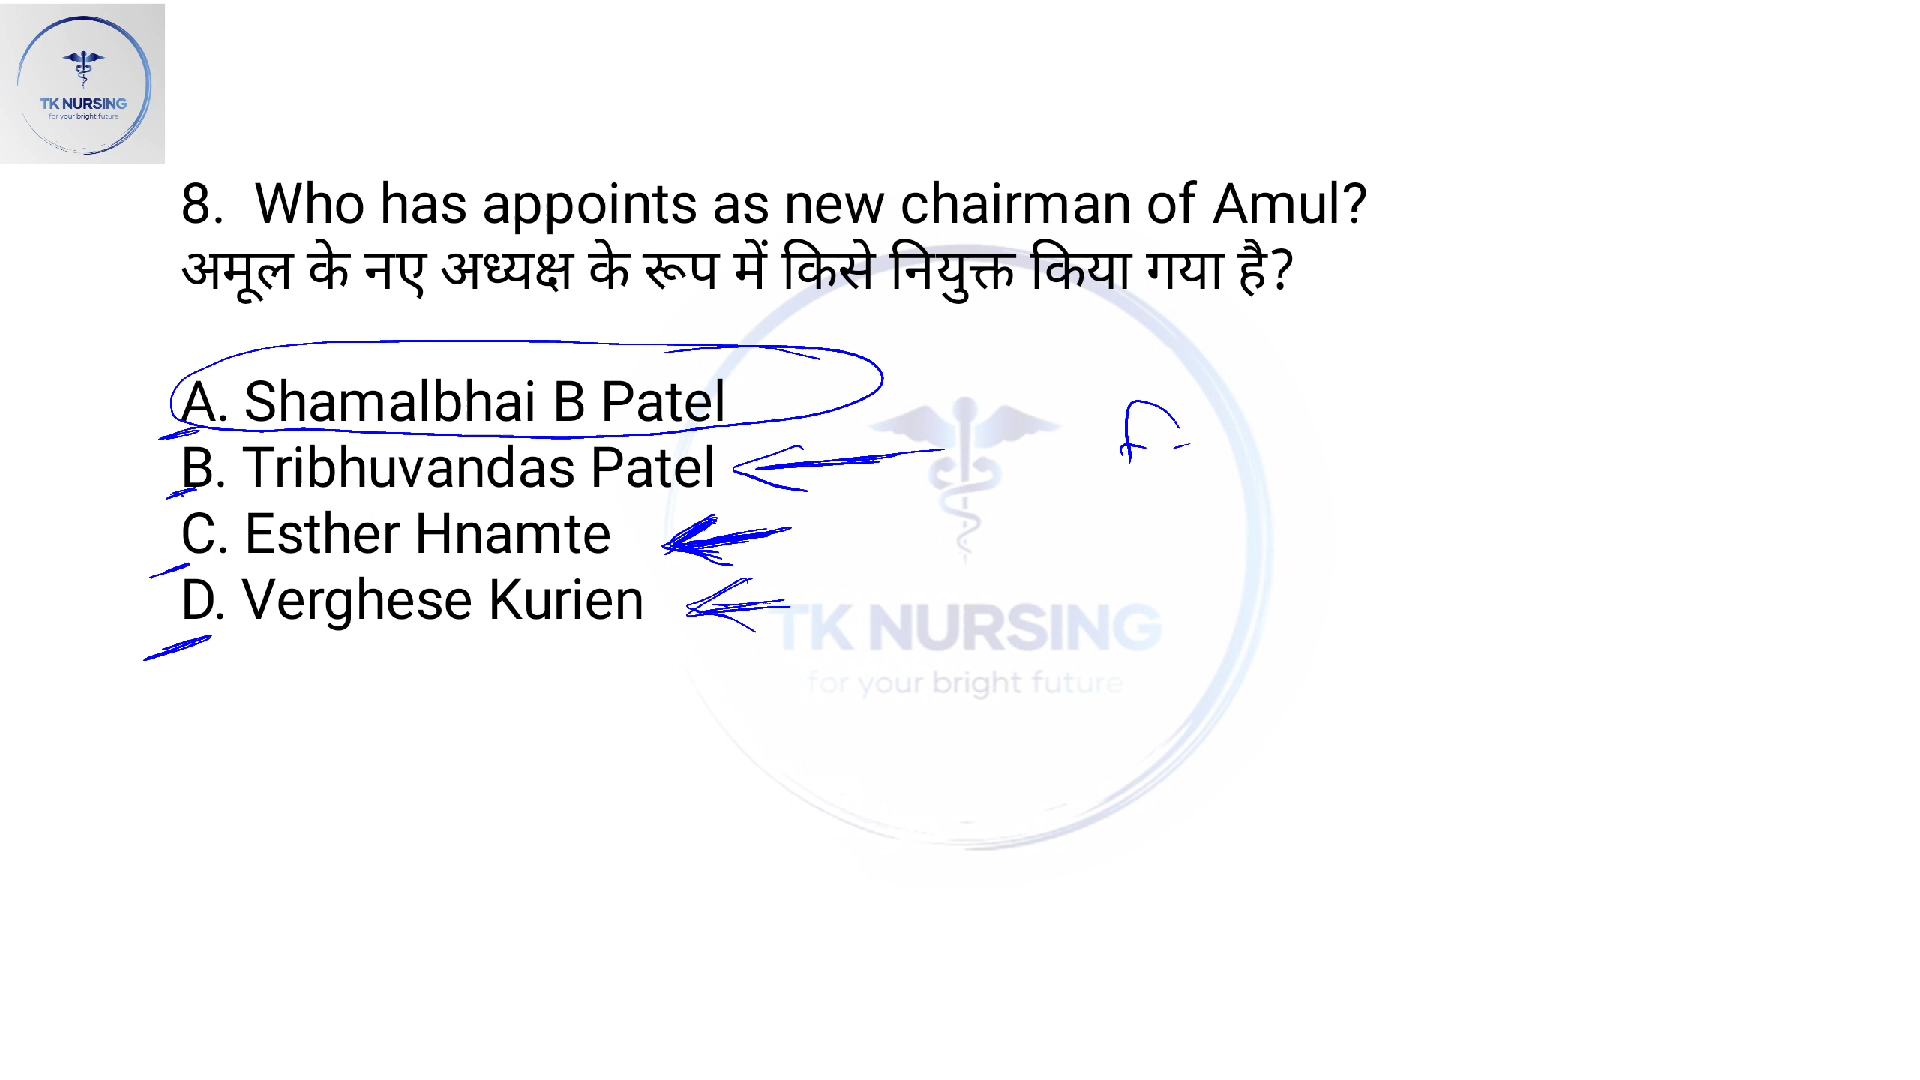 TK NURSING
for your bright future
8. Who has appoints as new chairman of Amul?
अमूल के नए अध्यक्ष के रूप में किसे नियुक्त किया गया है?
A. Shamalbhai B Patel
B. Tribhuvandas Patel
C. Esther Hnamte
D. Verghese Kurien
TK NURSING
for your bright future